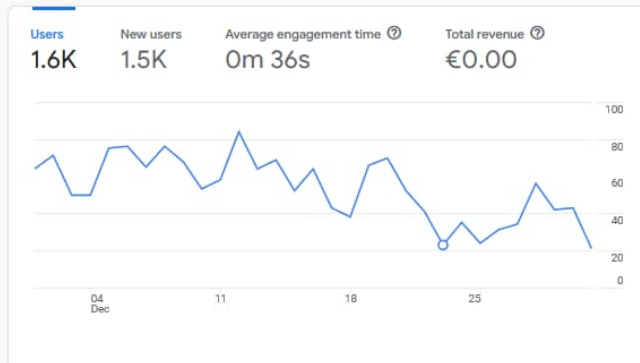 Users New users Average engagement time Total revenue
1.6K 1.5K 0m 36s €0.00
100
80
60
40
20
0
04 11 18 25
Dec